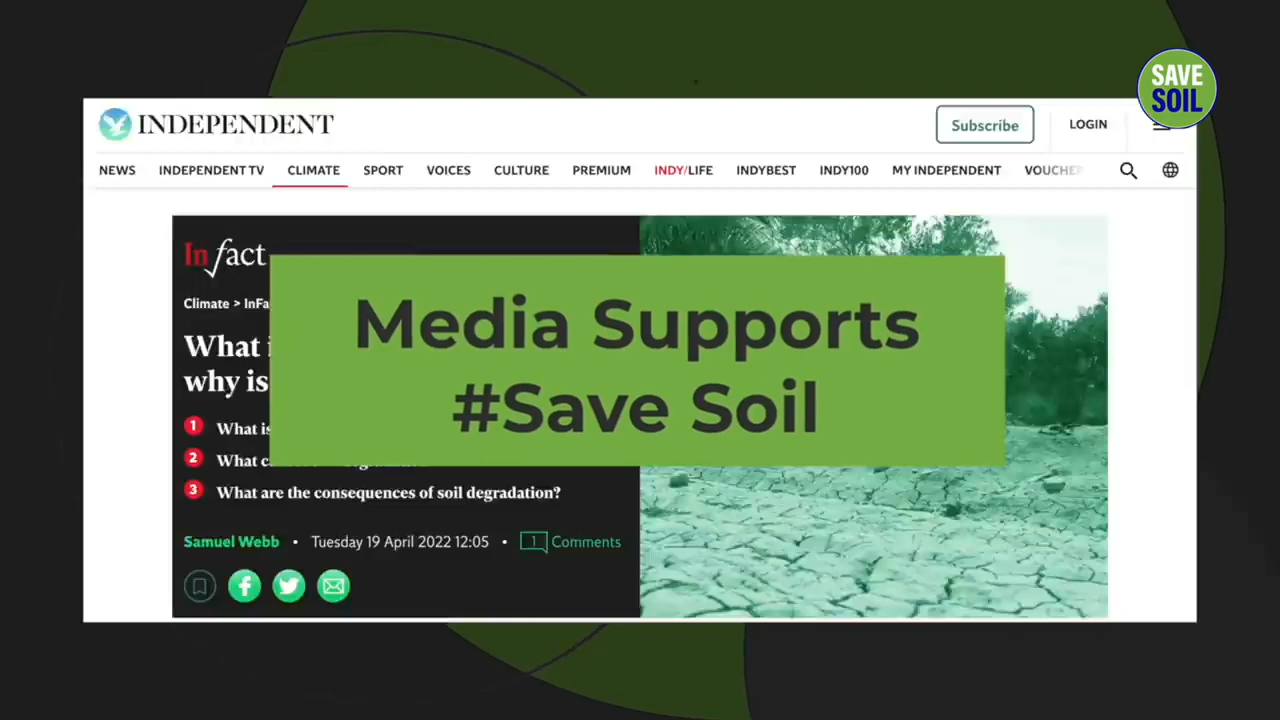 SAVE
SOIL
INDEPENDENT
Subscribe
LOGIN
NEWS INDEPENDENT TV CLIMATE SPORT VOICES CULTURE PREMIUM INDY/LIFE INDYBEST INDY100 MY INDEPENDENT
In fact
Climate >
Media Supports
#Save Soil
What
why is
1 What is
2 What
3 What are the consequences of soil degradation?
Samuel Webb • Tuesday 19 April 2022 12:05 • 1 Comments